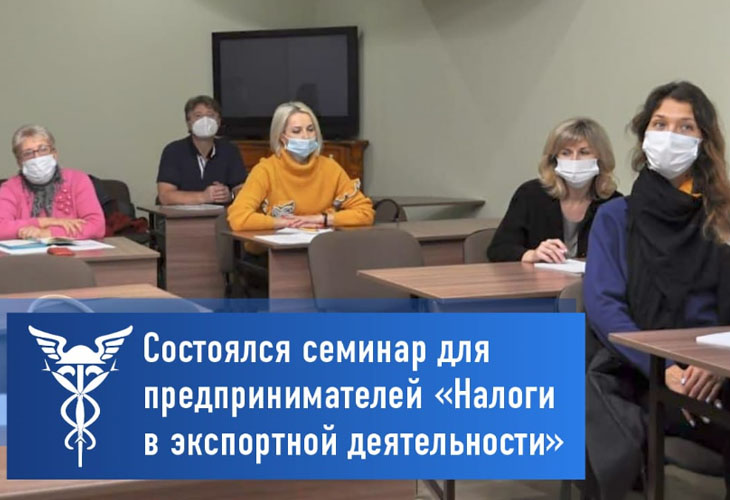 Состоялся семинар для
предпринимателей «Налоги
в экспортной деятельности»